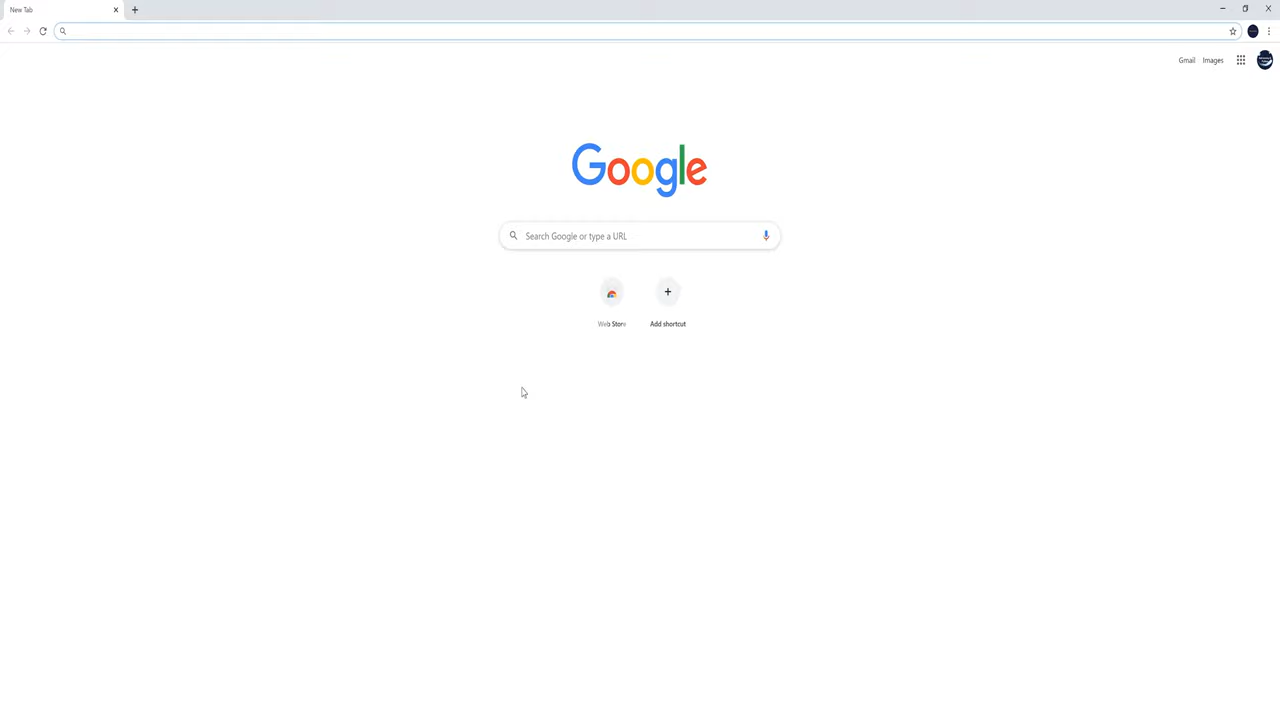 New Tab
Gmail Images
Google
Search Google or type a URL
Web Store
Add shortcut